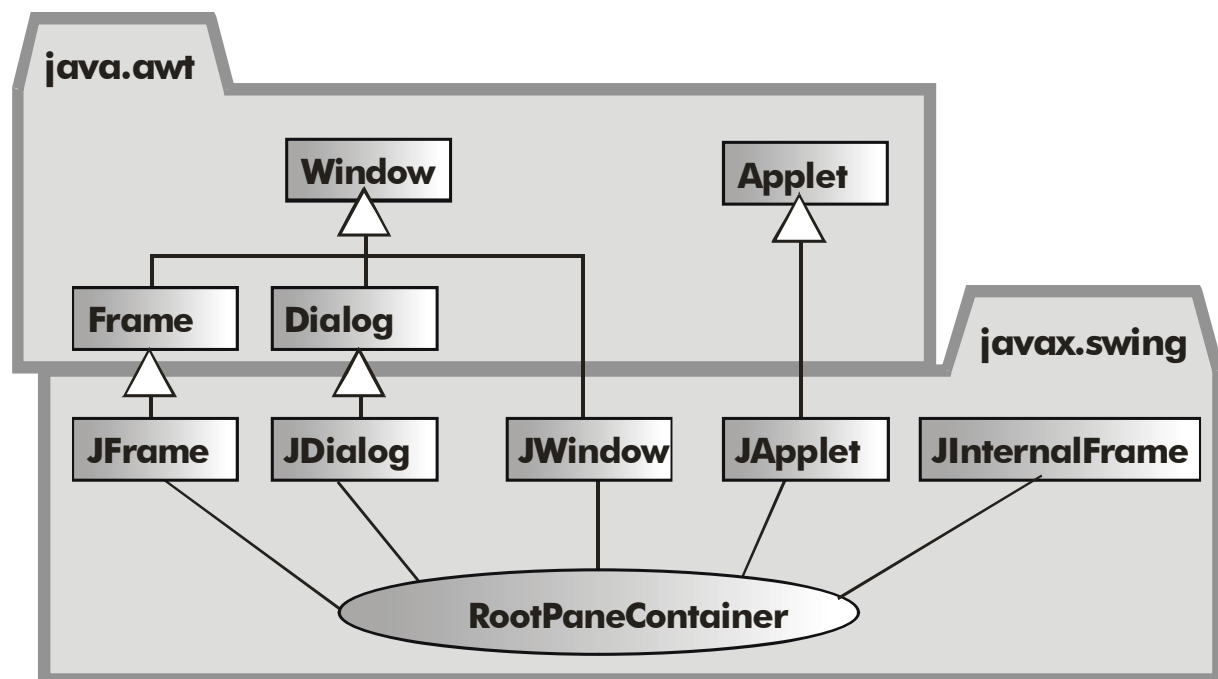 java.awt
Window
Applet
Frame
Dialog
javax.swing
JFrame
JDialog
JWindow
JApplet
JInternalFrame
RootPaneContainer